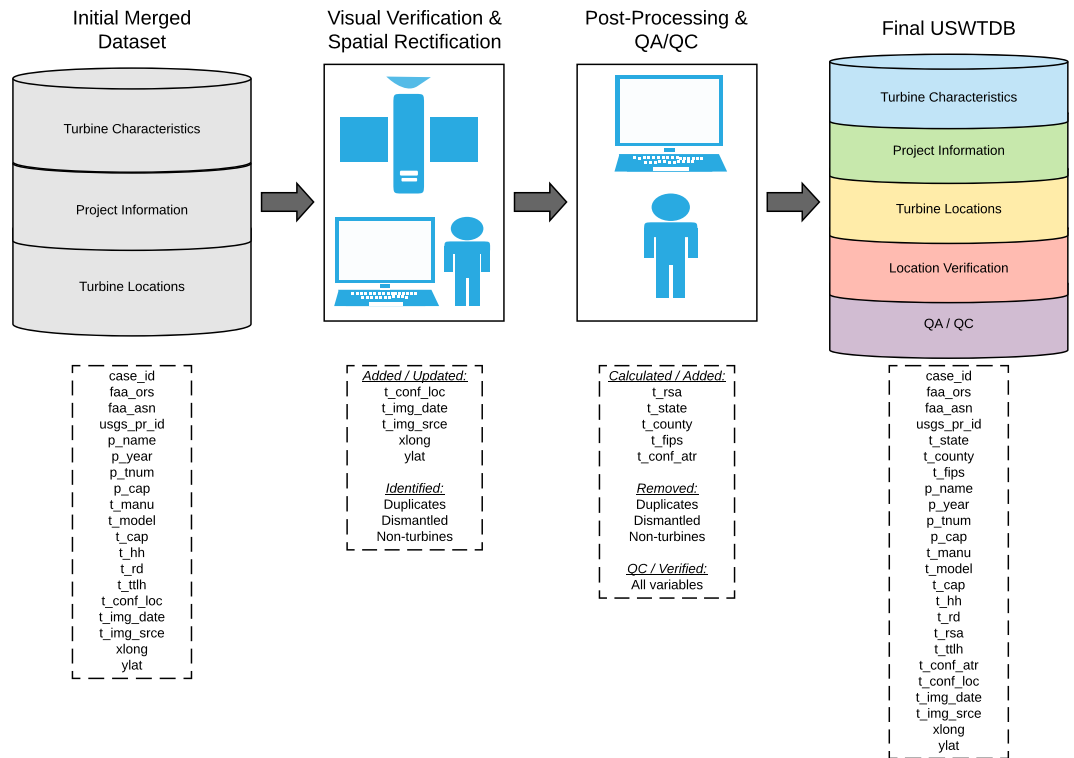 Initial Merged
Dataset
Turbine Characteristics
Project Information
Turbine Locations
case_id
faa_ors
faa_asn
usgs_pr_id
p_name
p_year
p_tnum
p_cap
t_manu
t_model
t_cap
t_hh
t_rd
t_ttlh
t_conf_loc
t_img_date
t_img_srce
xlong
ylat
Visual Verification &
Spatial Rectification
Added / Updated:
t_conf_loc
t_img_date
t_img_srce
xlong
ylat
Identified:
Duplicates
Dismantled
Non-turbines
Post-Processing &
QA/QC
Calculated / Added:
t_rsa
t_state
t_county
t_fips
t_conf_atr
Removed:
Duplicates
Dismantled
Non-turbines
QC / Verified:
All variables
Final USWTDB
Turbine Characteristics
Project Information
Turbine Locations
Location Verification
QA / QC
case_id
faa_ors
faa_asn
usgs_pr_id
t_state
t_county
t_fips
p_name
p_year
p_tnum
p_cap
t_manu
t_model
t_cap
t_hh
t_rd
t_rsa
t_ttlh
t_conf_atr
t_conf_loc
t_img_date
t_img_srce
xlong
ylat